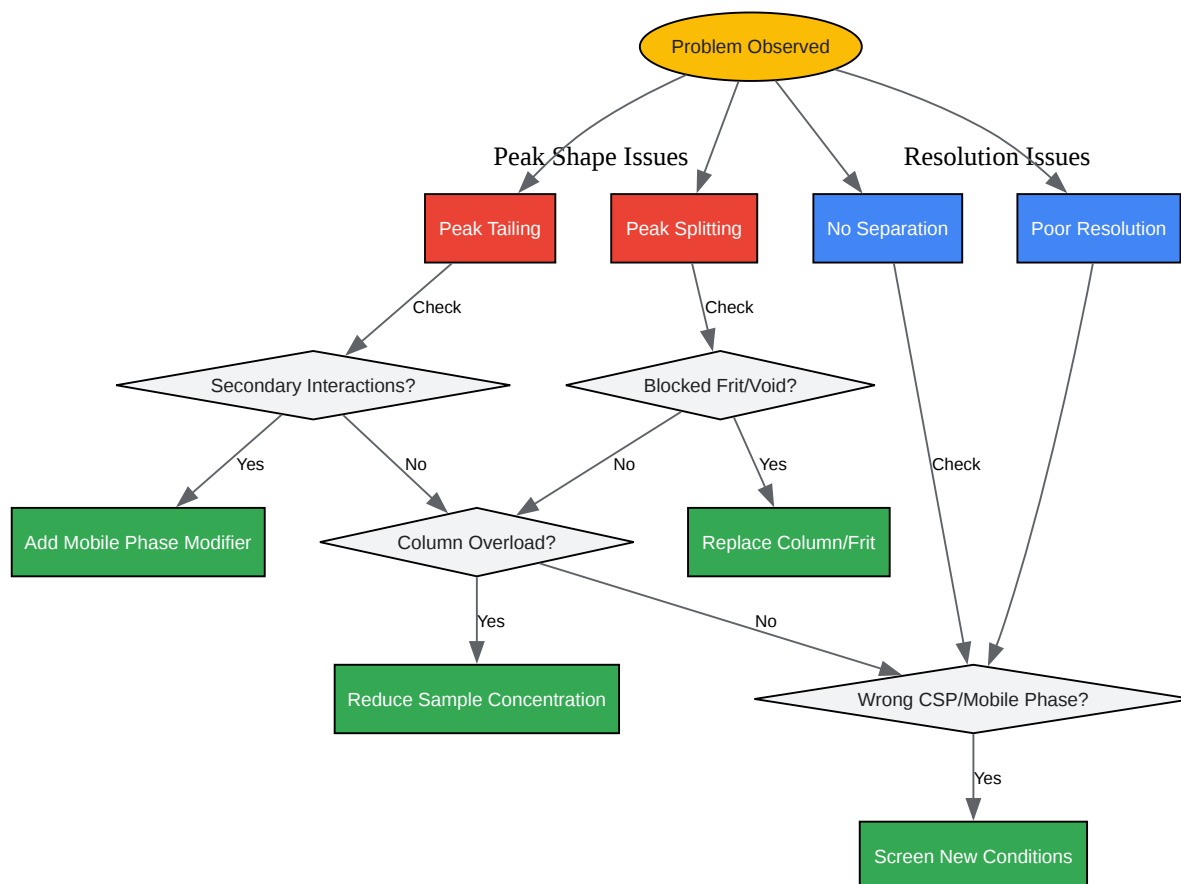 Problem Observed
Peak Shape Issues
Resolution Issues
Peak Tailing
Peak Splitting
No Separation
Poor Resolution
Check
Check
Secondary Interactions?
Blocked Frit/Void?
Yes
No
No
Yes
Check
Add Mobile Phase Modifier
Column Overload?
Replace Column/Frit
Yes
No
Reduce Sample Concentration
Wrong CSP/Mobile Phase?
Yes
Screen New Conditions